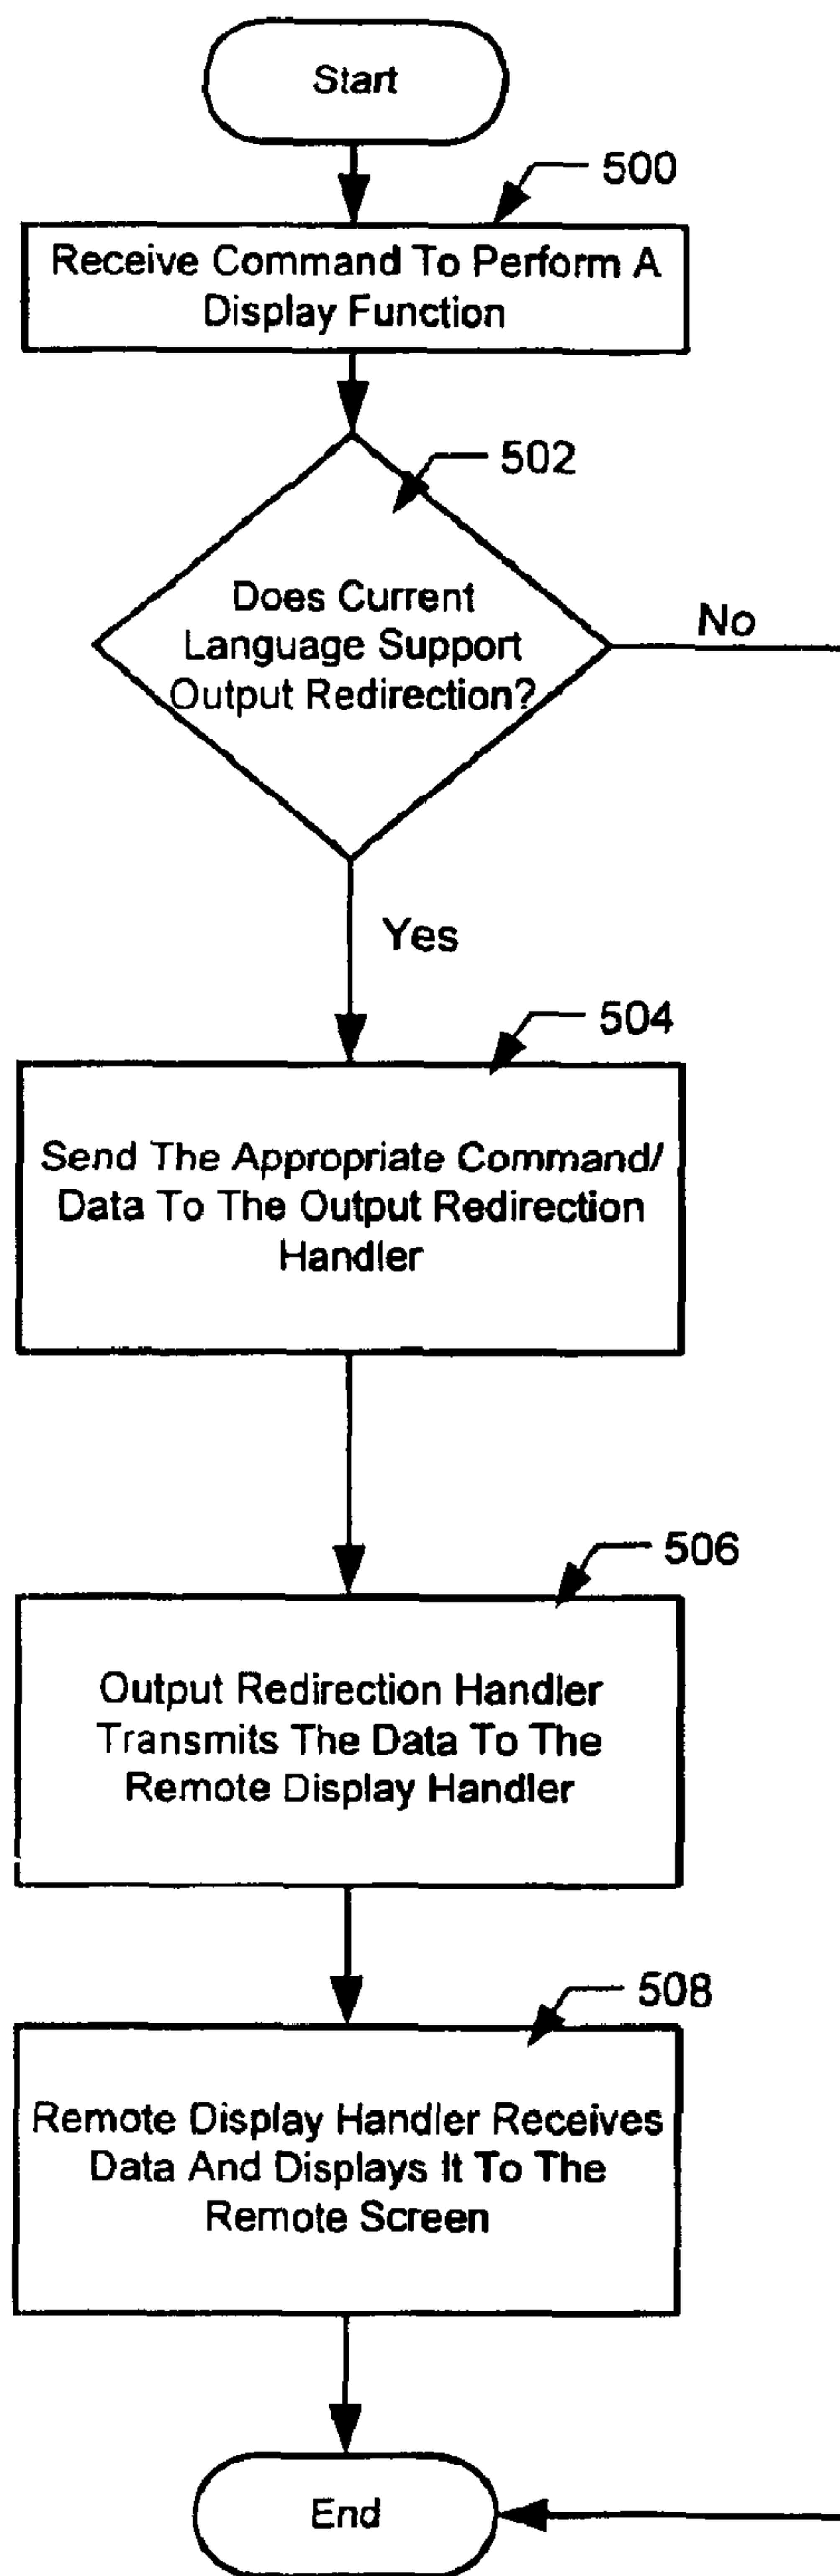 Start
500
Receive Command To Perform A
Display Function
502
Does Current
Language Support
Output Redirection?
No
Yes
504
Send The Appropriate Command/
Data To The Output Redirection
Handler
506
Output Redirection Handler
Transmits The Data To The
Remote Display Handler
508
Remote Display Handler Receives
Data And Displays It To The
Remote Screen
End